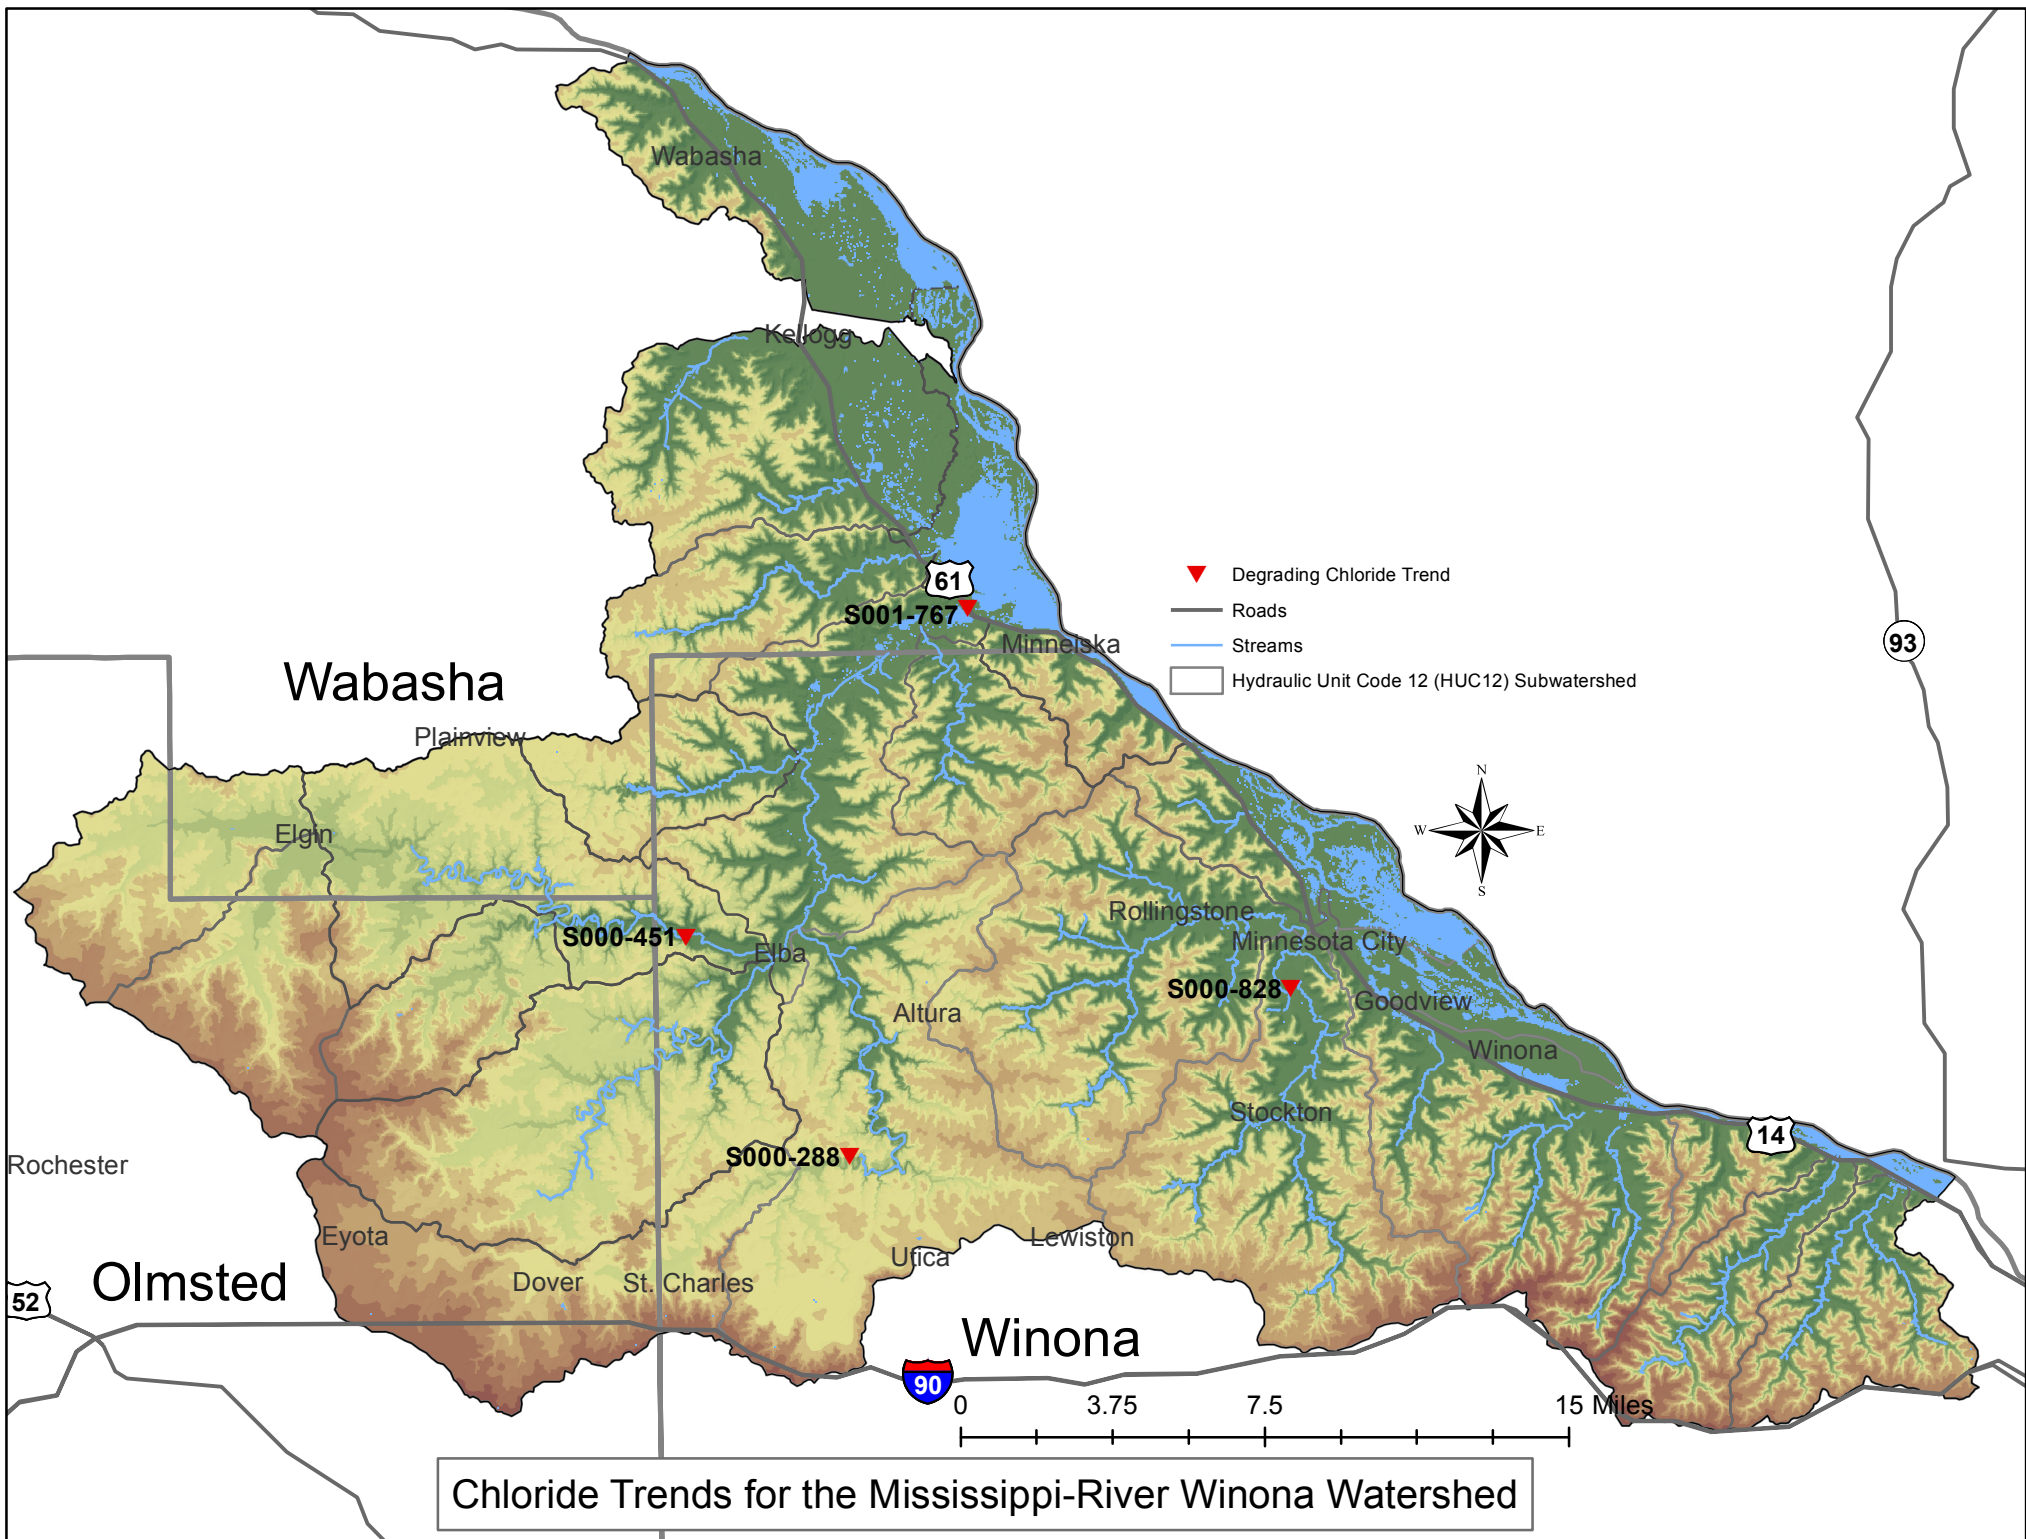 Wabasha
Kellogg
61
S001-767
Minneiska
Degrading Chloride Trend
Roads
Streams
Hydraulic Unit Code 12 (HUC12) Subwatershed
93
Wabasha
Plainview
Elgin
N
W
E
S
S000-451
Elba
Rollingstone
Minnesota City
S000-828
Goodview
Altura
Winona
Stockton
14
Rochester
S000-288
Eyota
Utica
Lewiston
Olmsted
Dover
St. Charles
52
Winona
90
0 3.75 7.5 15 Miles
Chloride Trends for the Mississippi-River Winona Watershed